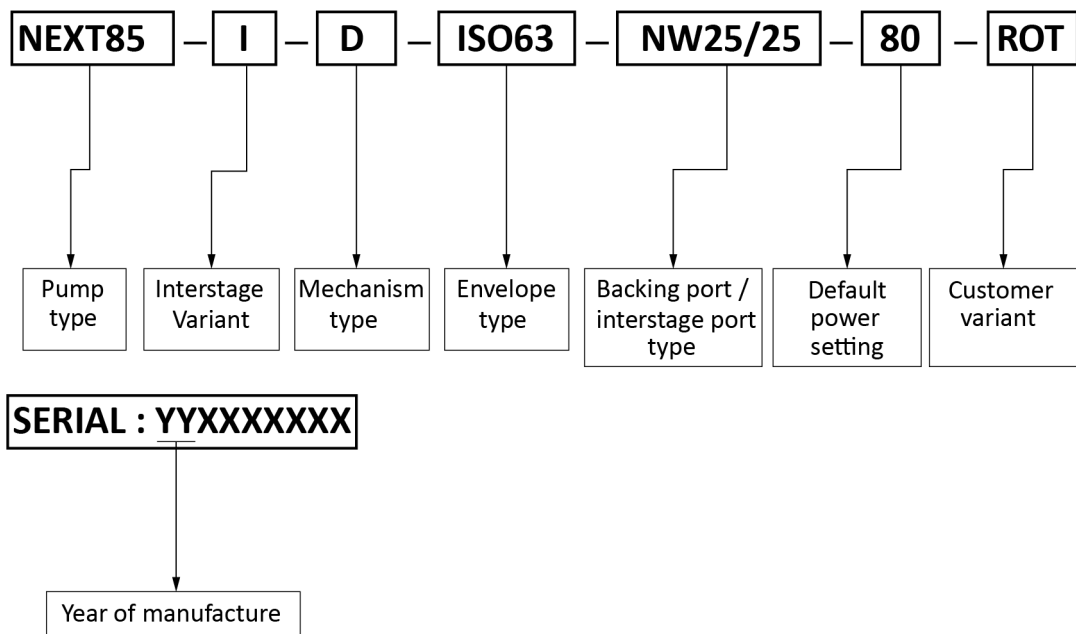 NEXT85 – I – D – ISO63 – NW25/25 – 80 – ROT
Pump
type
Interstage
Variant
Mechanism
type
Envelope
type
Backing port /
interstage port
type
Default
power
setting
Customer
variant
SERIAL : YYXXXXXXX
Year of manufacture